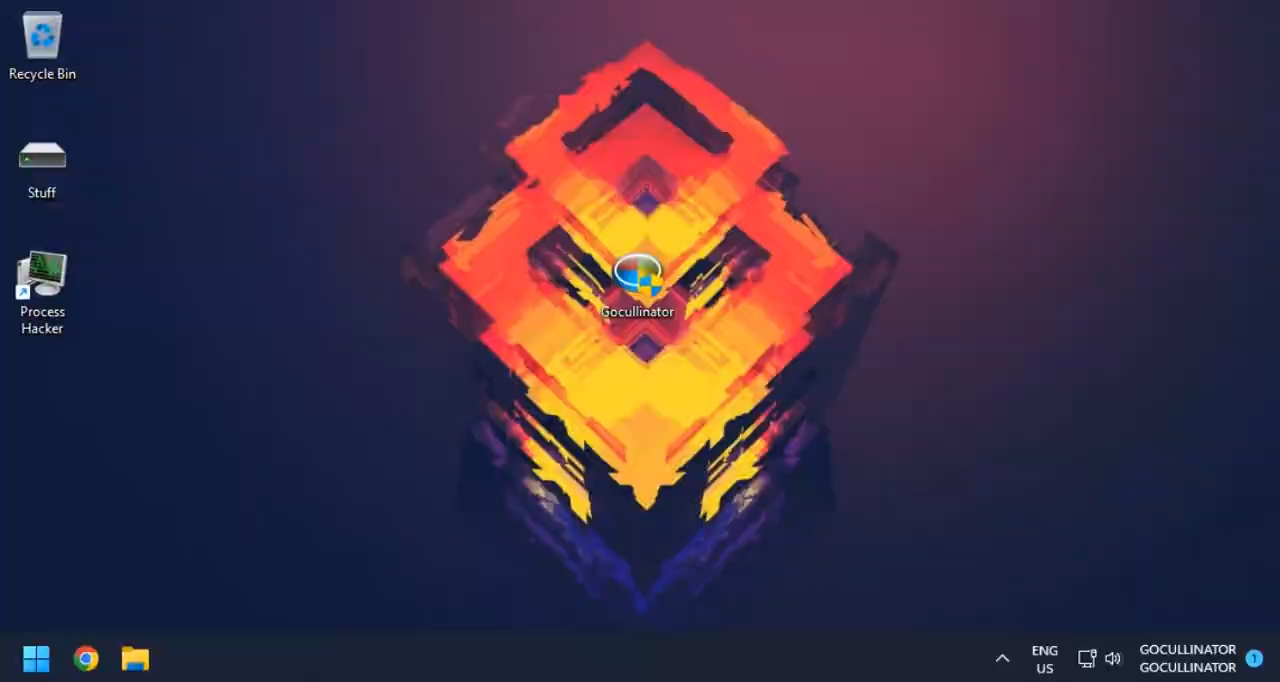 Recycle Bin
Stuff
Process
Hacker
Gocullinator
ENG
US
GOCULLINATOR
GOCULLINATOR
1